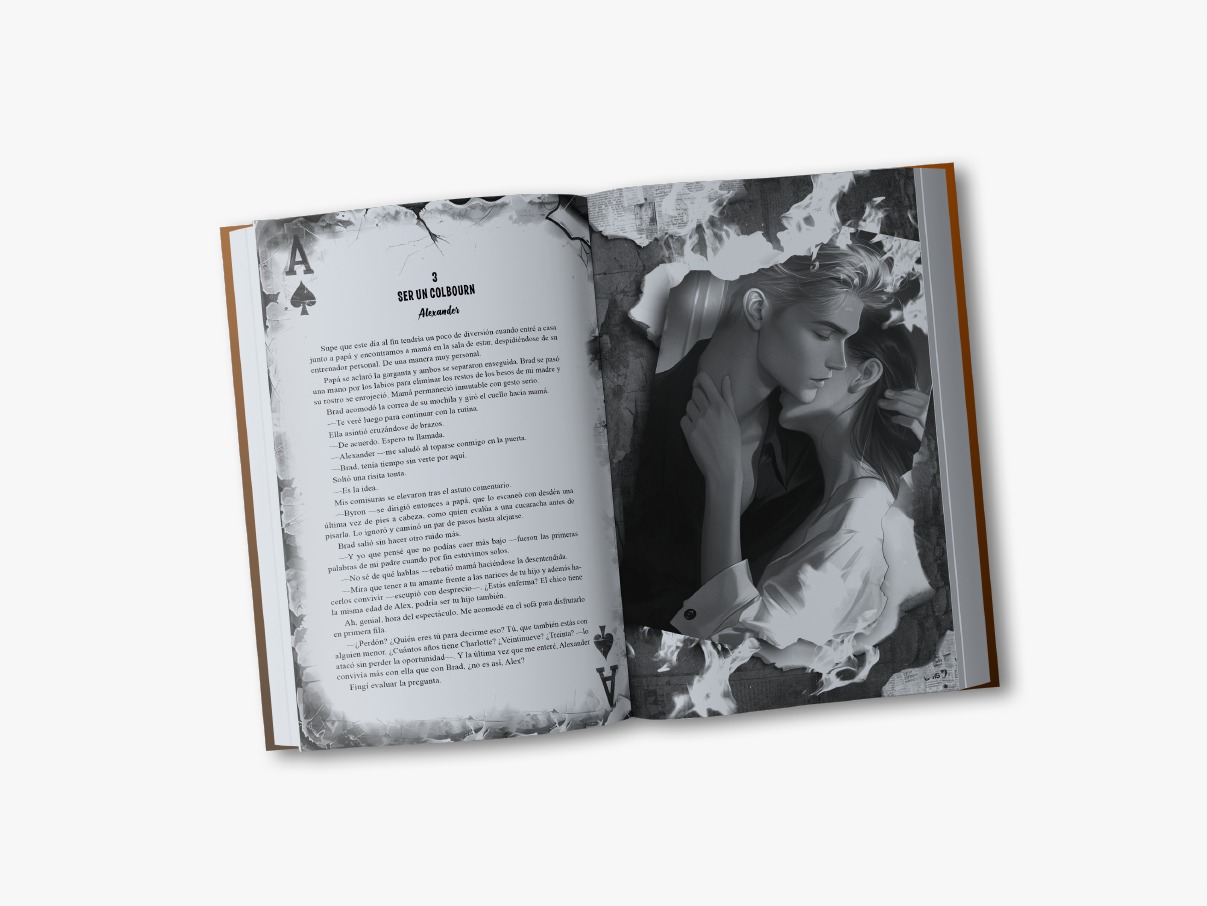 A
3
SER UN COLBOURN
Alexander
Supe que este día al fin tendría un poco de diversión cuando entré a casa
junto a papá y encontramos a mamá en la sala de estar, despidiéndose de su
entrenador personal. De una manera muy personal.
Papá se aclaró la garganta y ambos se separaron enseguida. Brad se pasó
una mano por los labios para eliminar los restos de los besos de mi madre y
su rostro se enrojeció. Mamá permaneció inmutable con gesto serio.
Brad acomodó la correa de su mochila y giró el cuello hacia mamá.
—Te veré luego para continuar con la rutina.
Ella asintió cruzándose de brazos.
—De acuerdo. Espero tu llamada.
—Alexander —me saludó al toparse conmigo en la puerta.
—Brad, tenía tiempo sin verte por aquí.
Soltó una risita tonta.
—Es la idea.
Mis comisuras se elevaron tras el astuto comentario.
—Byron —se dirigió entonces a papá, que lo escaneó con desdén una
última vez de pies a cabeza, como quien evalúa a una cucaracha antes de
pisarla. Lo ignoró y caminó un par de pasos hasta alejarse.
Brad salió sin hacer otro ruido más.
—Y yo que pensé que no podías caer más bajo —fueron las primeras
palabras de mi padre cuando por fin estuvimos solos.
—No sé de qué hablas —rebatió mamá haciéndose la desentendida.
—Mira que tener a tu amante frente a las narices de tu hijo y además ha-
cerlos convivir —escupió con desprecio—. ¿Estás enferma? El chico tiene
la misma edad de Alex, podría ser tu hijo también.
Ah, genial, hora del espectáculo. Me acomodé en el sofá para disfrutarlo
en primera fila.
—¿Perdón? ¿Quién eres tú para decirme eso? Tú, que también estás con
alguien menor. ¿Cuántos años tiene Charlotte? ¿Veintinueve? ¿Treinta? —lo
atacó sin perder la oportunidad—. Y la última vez que me enteré, Alexander
convivía más con ella que con Brad, ¿no es así, Alex?
Fingí evaluar la pregunta.
A